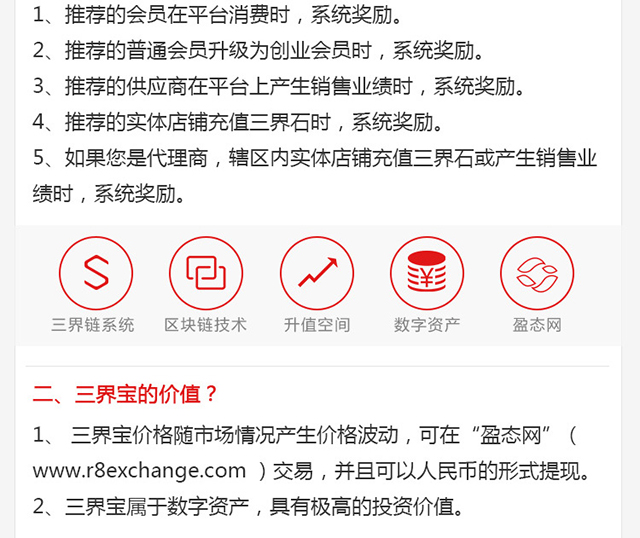 1、推荐的会员在平台消费时，系统奖励。
2、推荐的普通会员升级为创业会员时，系统奖励。
3、推荐的供应商在平台上产生销售业绩时，系统奖励。
4、推荐的实体店铺充值三界石时，系统奖励。
5、如果您是代理商，辖区内实体店铺充值三界石或产生销售业
绩时，系统奖励。
三界链系统 区块链技术 升值空间 数字资产 盈态网
二、三界宝的价值？
1、 三界宝价格随市场情况产生价格波动，可在“盈态网”（
www.r8exchange.com ）交易，并且可以人民币的形式提现。
2、三界宝属于数字资产，具有极高的投资价值。